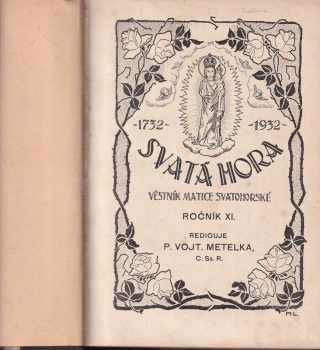 -1732- -1932-
SVATÁ HORA
VĚSTNÍK MATICE SVATOHORSKÉ
ROČNÍK XI.
REDIGUJE
P. VOJT. METELKA,
C. Ss. R.
M.L.